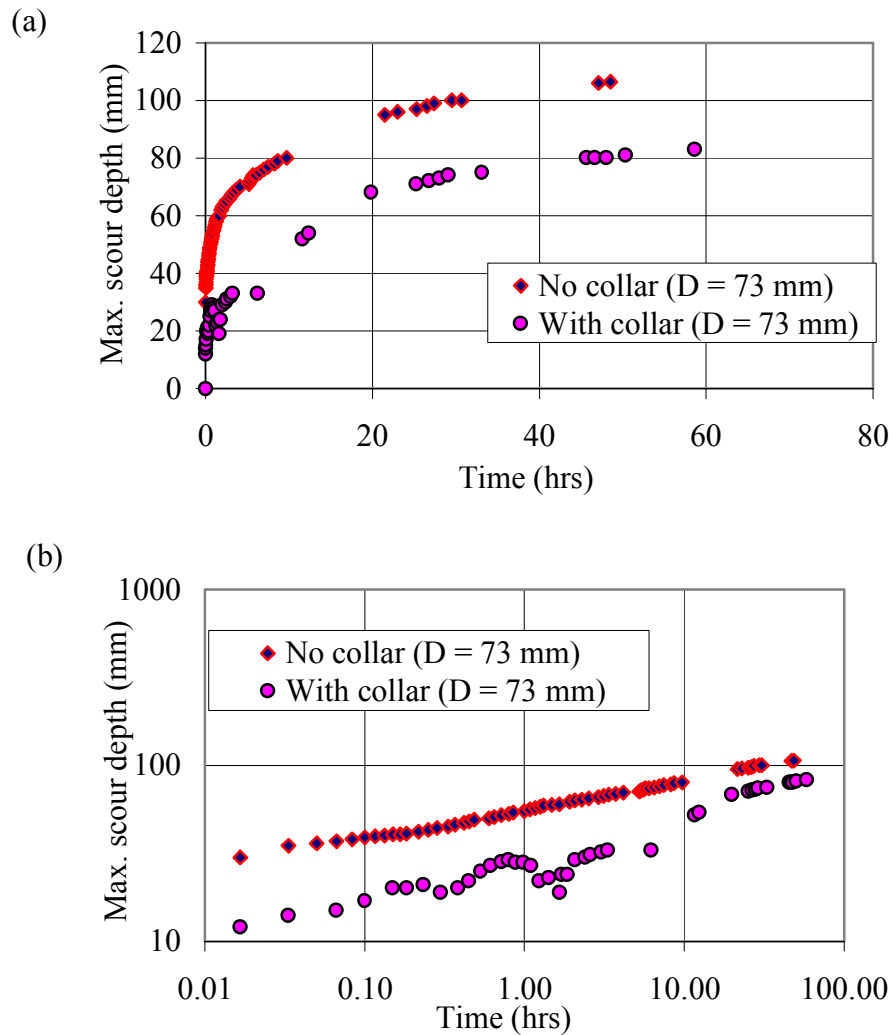 (a)
Max. scour depth (mm)
120
100
80
60
40
20
0
No collar (D = 73 mm)
With collar (D = 73 mm)
0 20 40 60 80
Time (hrs)
(b)
Max. scour depth (mm)
1000
100
10
No collar (D = 73 mm)
With collar (D = 73 mm)
0.01 0.10 1.00 10.00 100.00
Time (hrs)